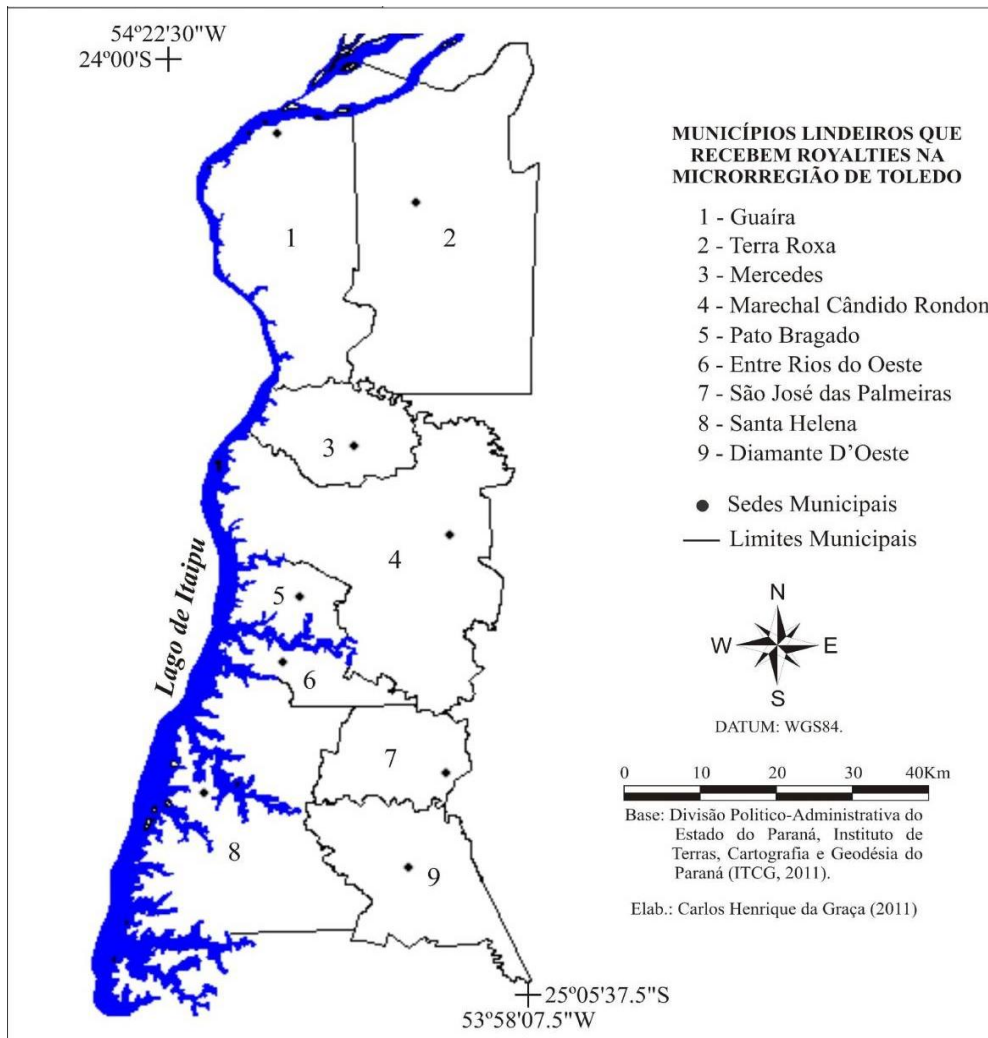 54º22'30"W
24º00'S
1
2
3
4
5
6
7
8
9
Lago de Itaipu
25º05'37.5"S
53º58'07.5"W
MUNICÍPIOS LINDEIROS QUE
RECEBEM ROYALTIES NA
MICRORREGIÃO DE TOLEDO
1 - Guaíra
2 - Terra Roxa
3 - Mercedes
4 - Marechal Cândido Rondon
5 - Pato Bragado
6 - Entre Rios do Oeste
7 - São José das Palmeiras
8 - Santa Helena
9 - Diamante D'Oeste
Sedes Municipais
Limites Municipais
N
W E
S
DATUM: WGS84.
0 10 20 30 40Km
Base: Divisão Politico-Administrativa do
Estado do Paraná, Instituto de
Terras, Cartografia e Geodésia do
Paraná (ITCG, 2011).
Elab.: Carlos Henrique da Graça (2011)